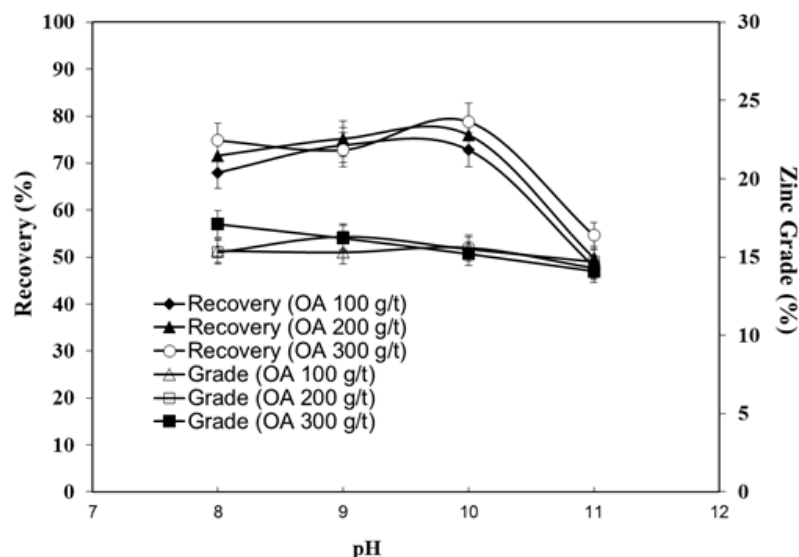 100
90
80
70
60
50
40
30
20
10
0
Recovery (%)
30
25
20
15
10
5
0
Zinc Grade (%)
Recovery (OA 100 g/t)
Recovery (OA 200 g/t)
Recovery (OA 300 g/t)
Grade (OA 100 g/t)
Grade (OA 200 g/t)
Grade (OA 300 g/t)
7 8 9 10 11 12
pH